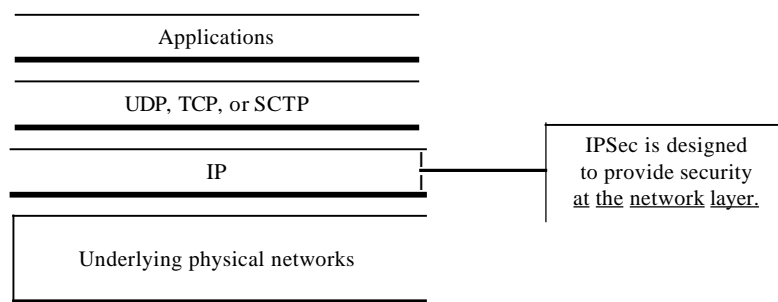 Applications
UDP, TCP, or SCTP
IP
Underlying physical networks
IPSec is designed
to provide security
at the network layer.